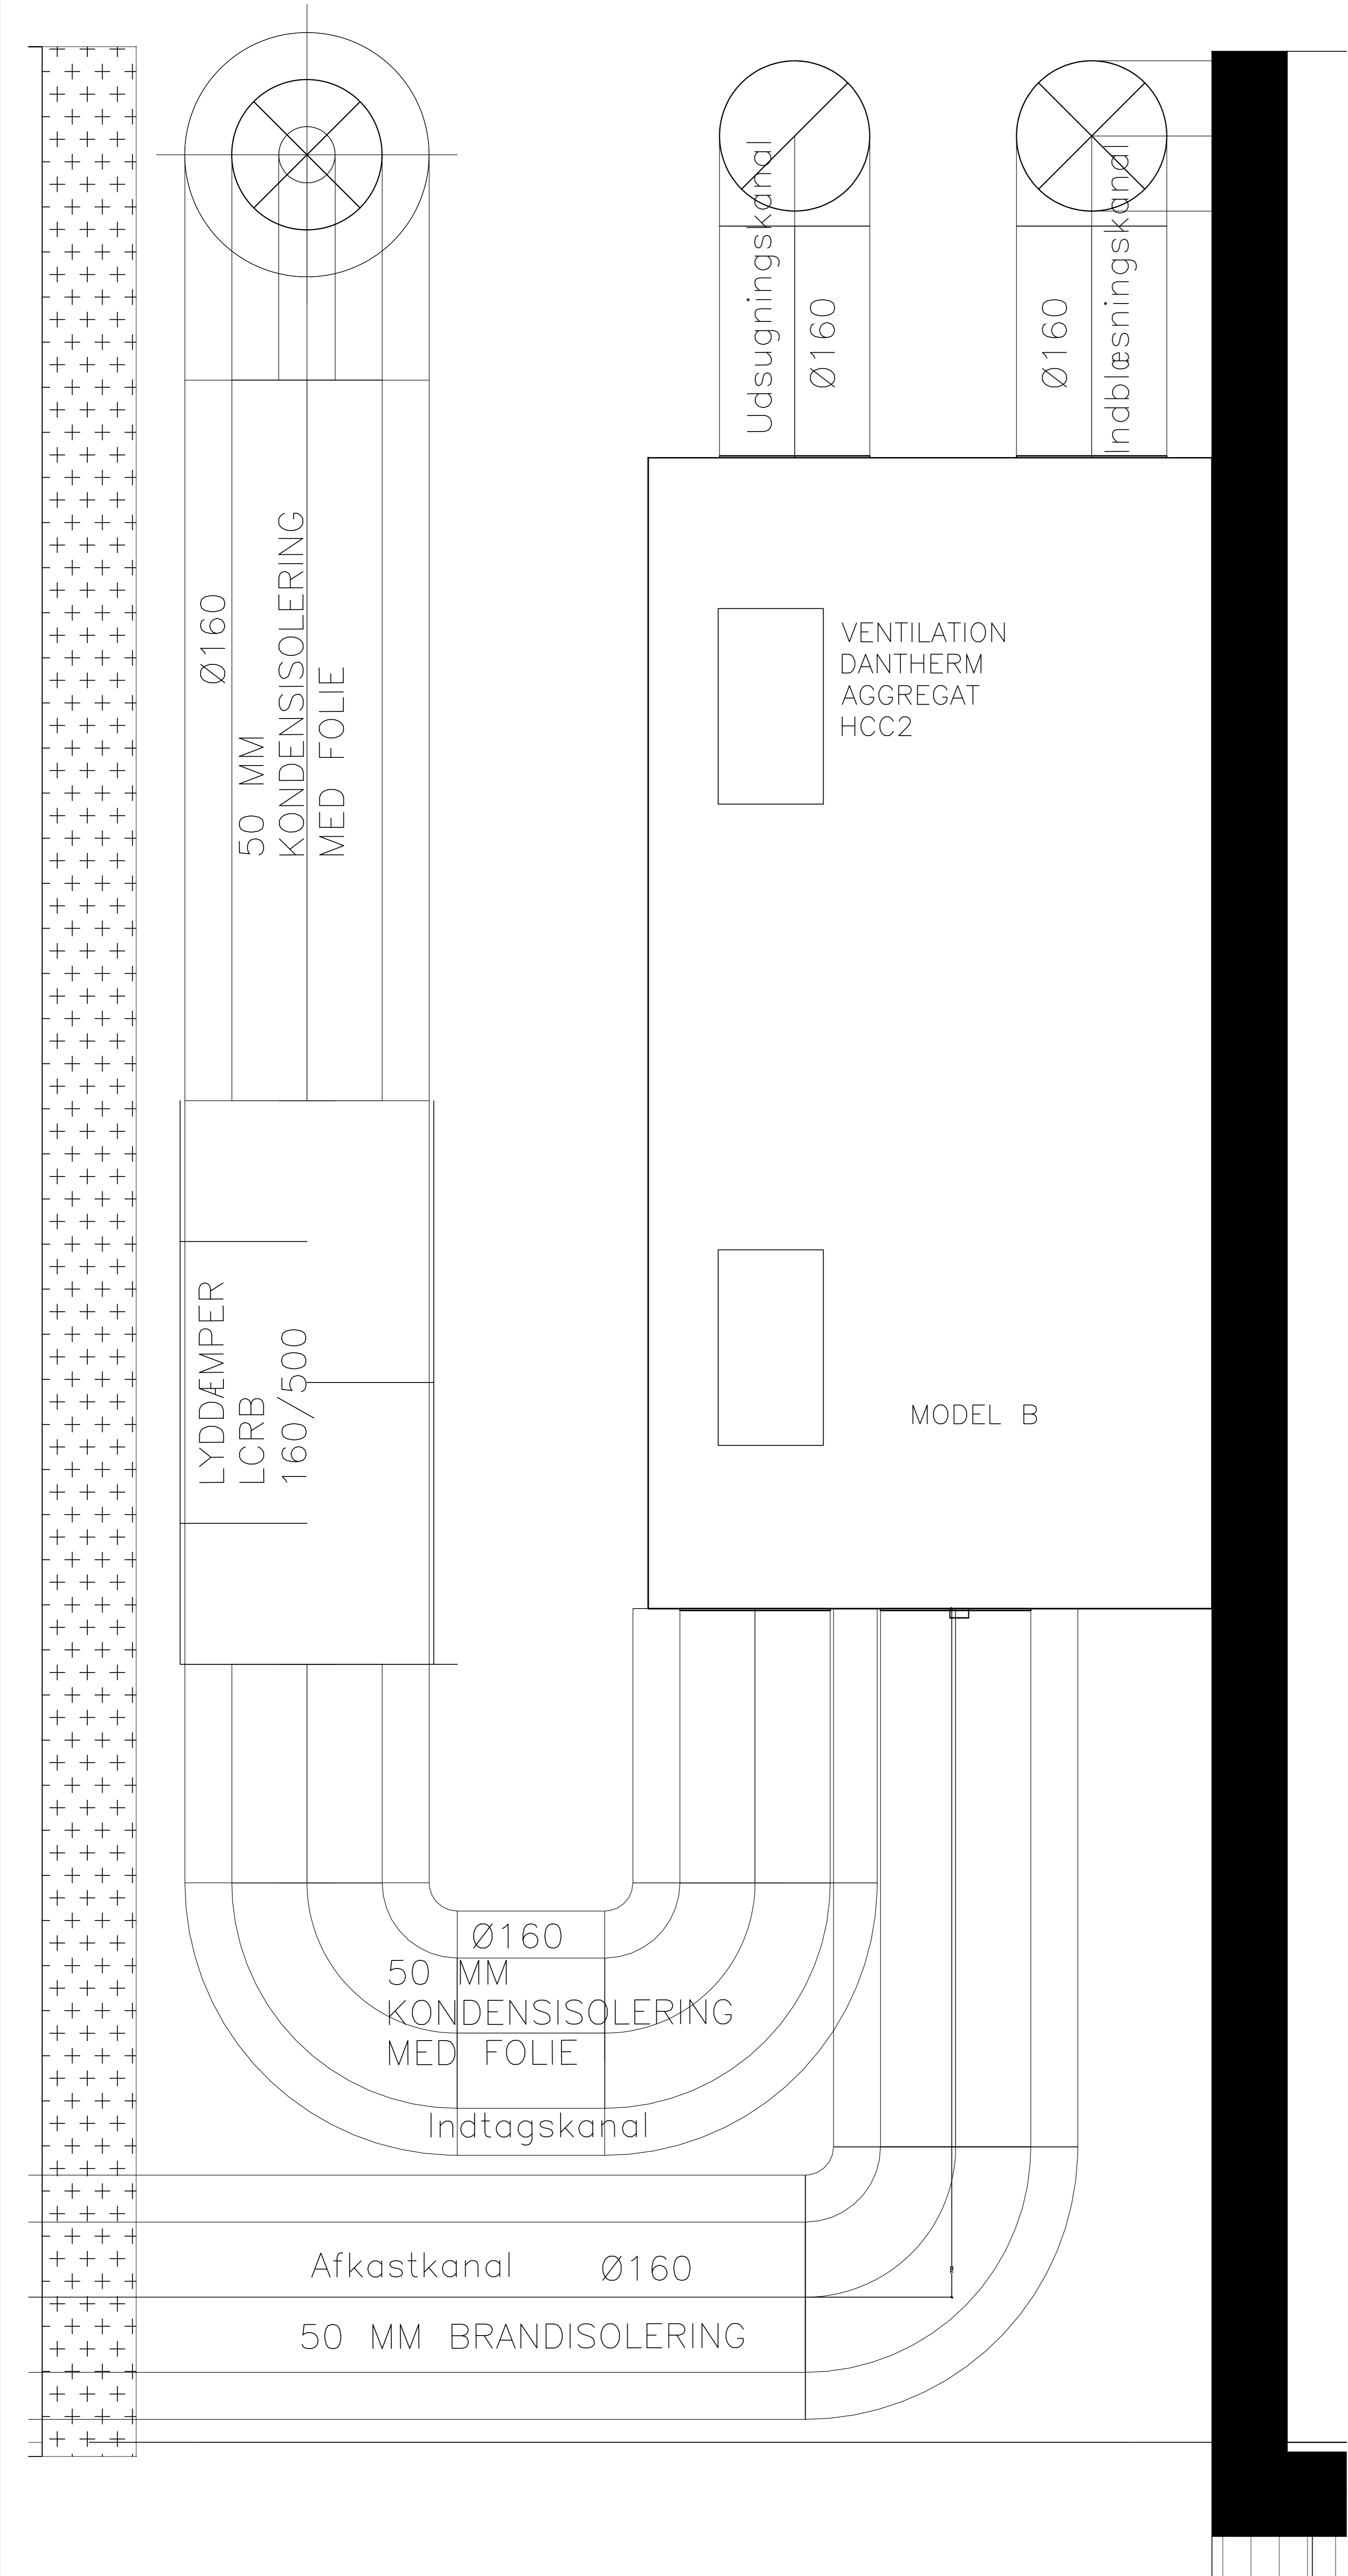 Udsugningskanal
Ø160
Ø160
Indblæsningskanal
Ø160
50 MM
KONDENSISOLERING
MED FOLIE
VENTILATION
DANTHERM
AGGREGAT
HCC2
LYDDÆMPER
LCRB
160/500
MODEL B
Ø160
50 MM
KONDENSISOLERING
MED FOLIE
Indtagskanal
Afkastkanal Ø160
50 MM BRANDISOLERING